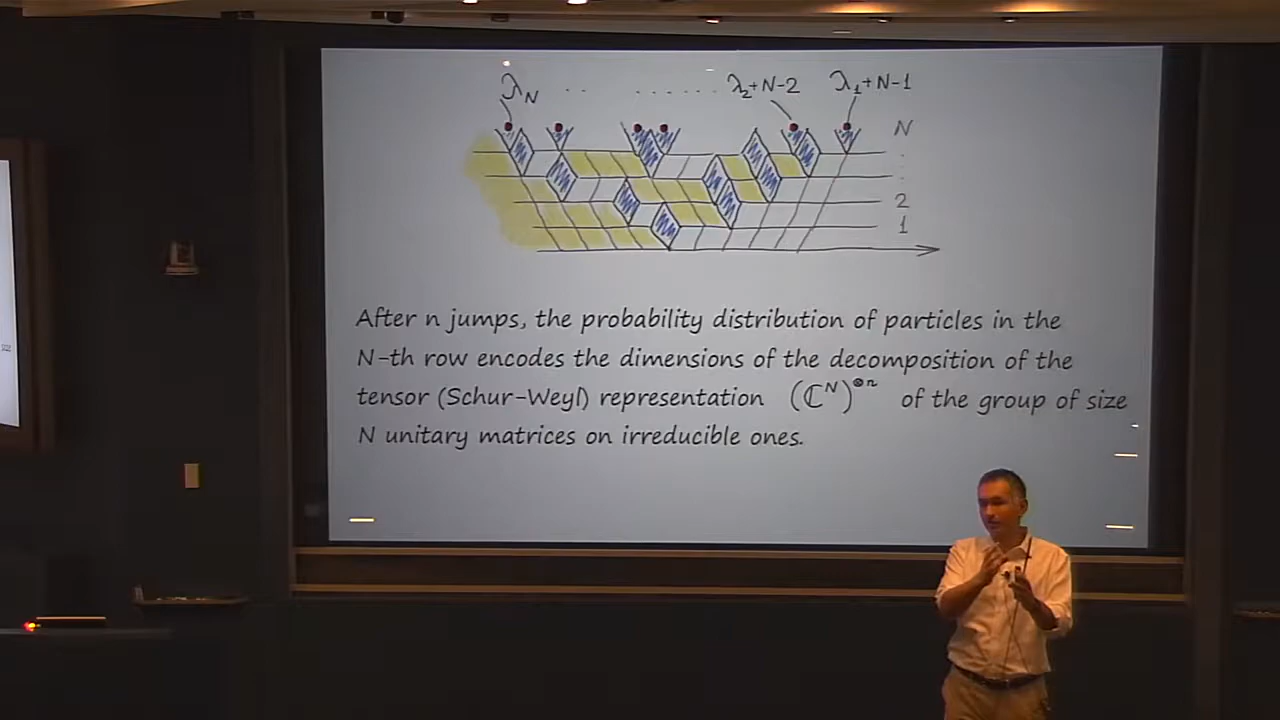 λ_N .. ...... λ₂+N-2 λ₁+N-1
N
:
2
1
After n jumps, the probability distribution of particles in the
N-th row encodes the dimensions of the decomposition of the
tensor (Schur-Weyl) representation (ℂᴺ)^⊗n of the group of size
N unitary matrices on irreducible ones.